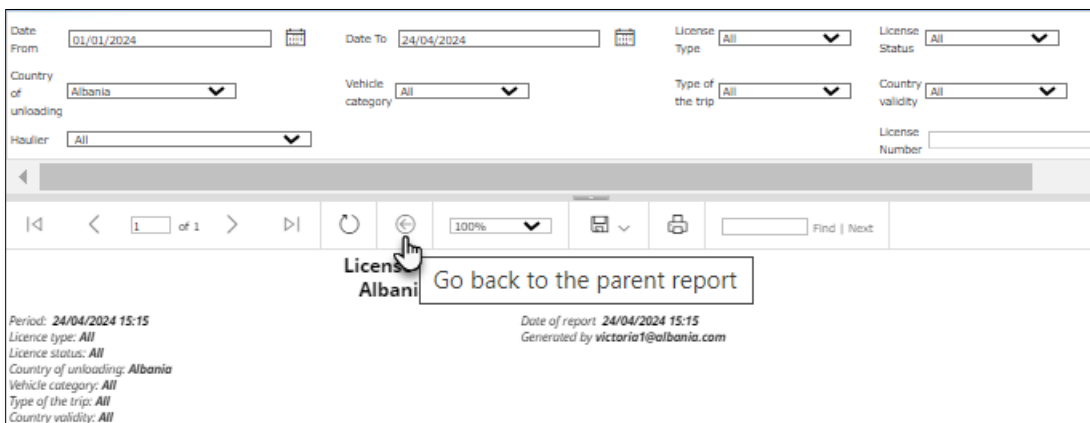 Date From 01/01/2024 Date To 24/04/2024 License Type All License Status All
Country of unloading Albania Vehicle category All Type of the trip All Country validity All
Haulier All License Number
1 of 1 100% Find | Next
Go back to the parent report
Licens
Albani
Period: 24/04/2024 15:15 Date of report 24/04/2024 15:15
Licence type: All Generated by victoria1@albania.com
Licence status: All
Country of unloading: Albania
Vehicle category: All
Type of the trip: All
Country validity: All